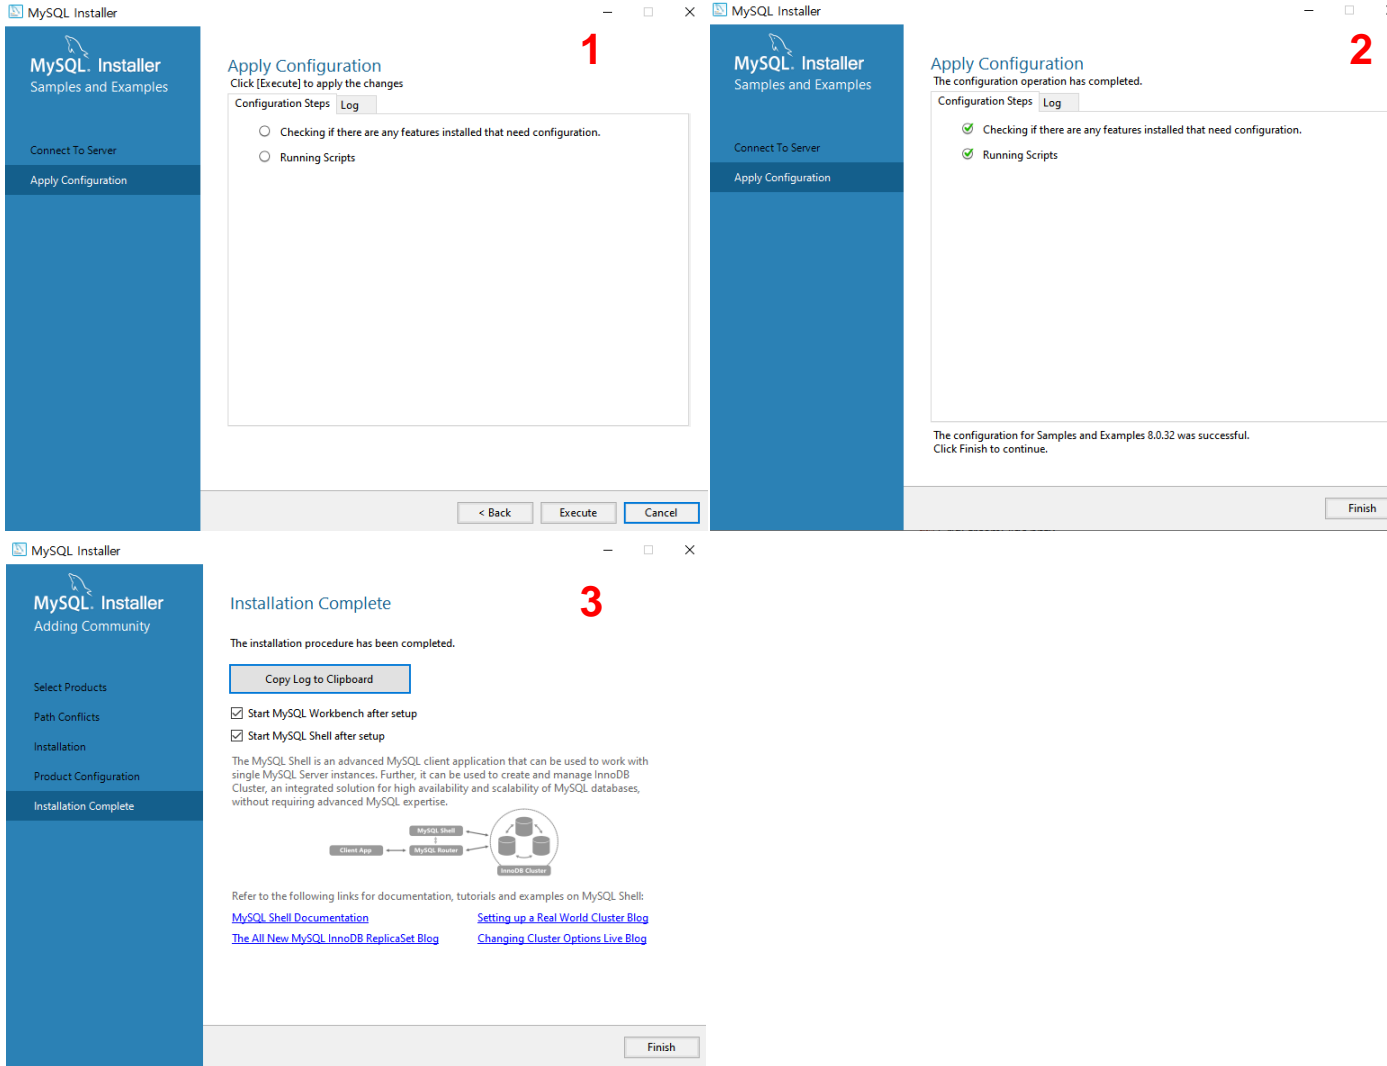 MySQL Installer
1
MySQL. Installer
Samples and Examples
Connect To Server
Apply Configuration
Apply Configuration
Click [Execute] to apply the changes
Configuration Steps
Log
Checking if there are any features installed that need configuration.
Running Scripts
< Back
Execute
Cancel
MySQL Installer
2
MySQL. Installer
Samples and Examples
Connect To Server
Apply Configuration
Apply Configuration
The configuration operation has completed.
Configuration Steps
Log
Checking if there are any features installed that need configuration.
Running Scripts
The configuration for Samples and Examples 8.0.32 was successful.
Click Finish to continue.
Finish
MySQL Installer
3
MySQL. Installer
Adding Community
Select Products
Path Conflicts
Installation
Product Configuration
Installation Complete
Installation Complete
The installation procedure has been completed.
Copy Log to Clipboard
Start MySQL Workbench after setup
Start MySQL Shell after setup
The MySQL Shell is an advanced MySQL client application that can be used to work with
single MySQL Server instances. Further, it can be used to create and manage InnoDB
Cluster, an integrated solution for high availability and scalability of MySQL databases,
without requiring advanced MySQL expertise.
MySQL Shell
Client App
MySQL Router
InnoDB Cluster
Refer to the following links for documentation, tutorials and examples on MySQL Shell:
MySQL Shell Documentation
Setting up a Real World Cluster Blog
The All New MySQL InnoDB ReplicaSet Blog
Changing Cluster Options Live Blog
Finish